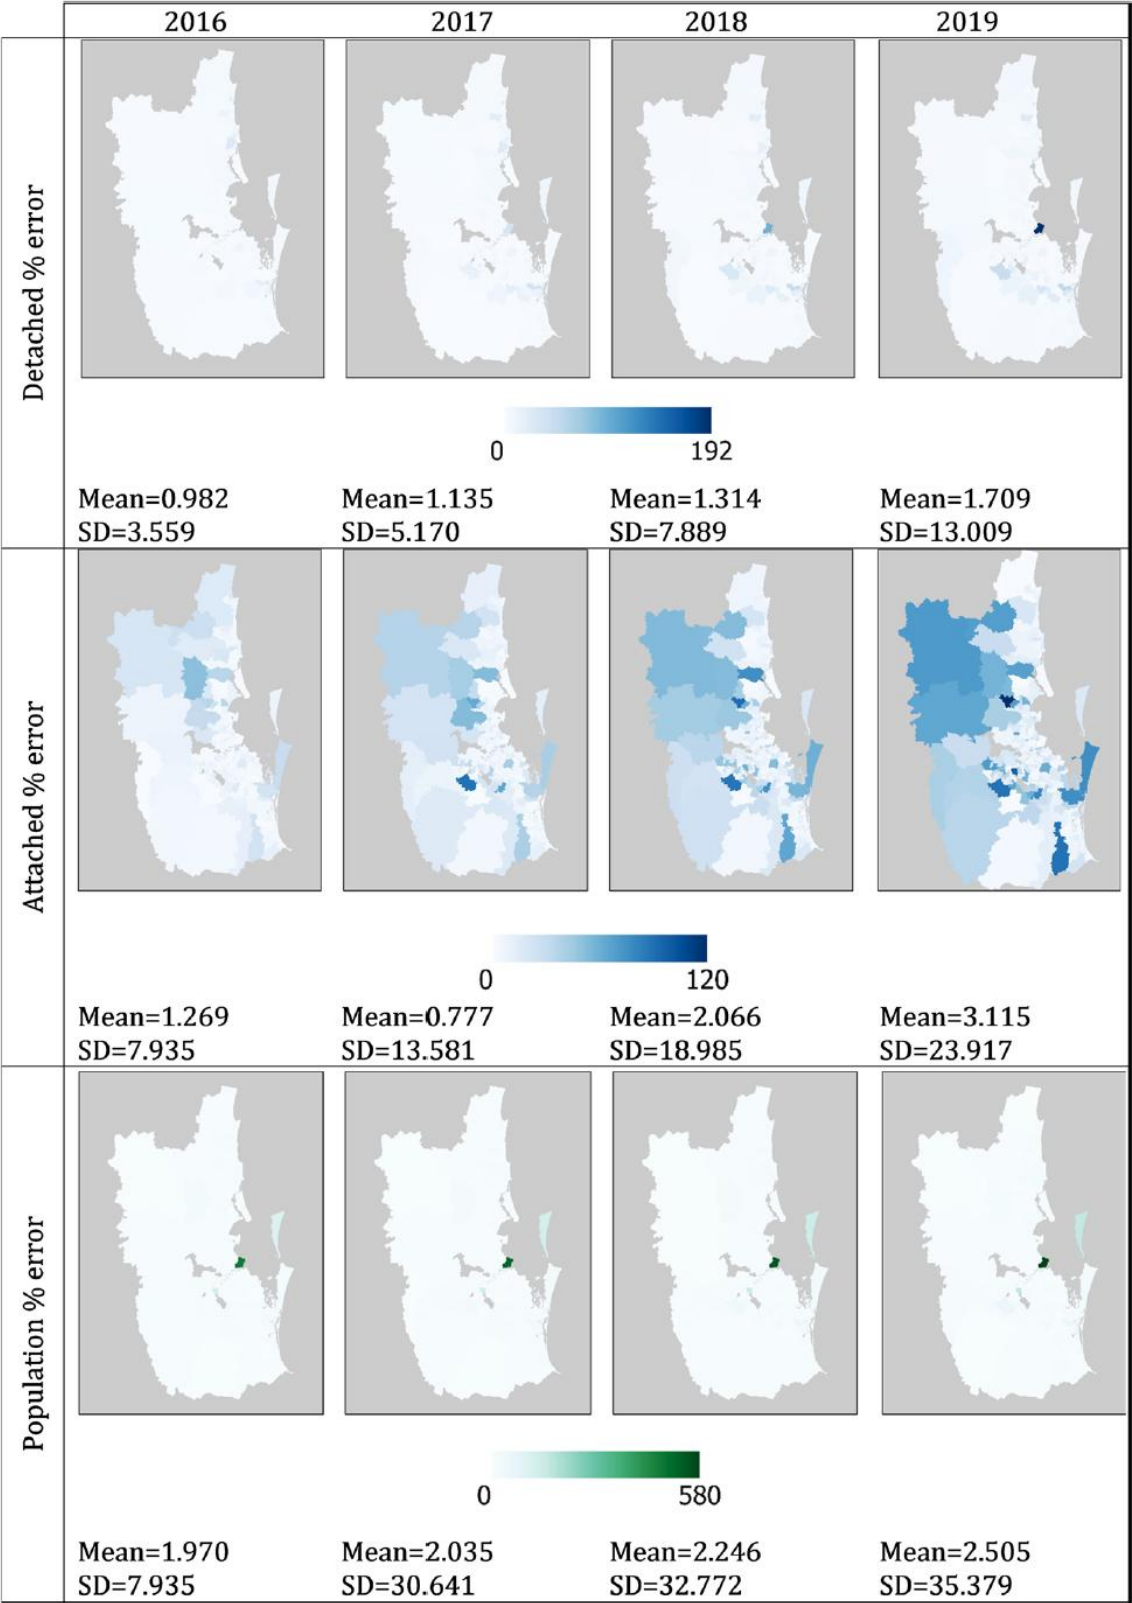 2016 2017 2018 2019
Detached % error
0 192
Mean=0.982 Mean=1.135 Mean=1.314 Mean=1.709
SD=3.559 SD=5.170 SD=7.889 SD=13.009
Attached % error
0 120
Mean=1.269 Mean=0.777 Mean=2.066 Mean=3.115
SD=7.935 SD=13.581 SD=18.985 SD=23.917
Population % error
0 580
Mean=1.970 Mean=2.035 Mean=2.246 Mean=2.505
SD=7.935 SD=30.641 SD=32.772 SD=35.379